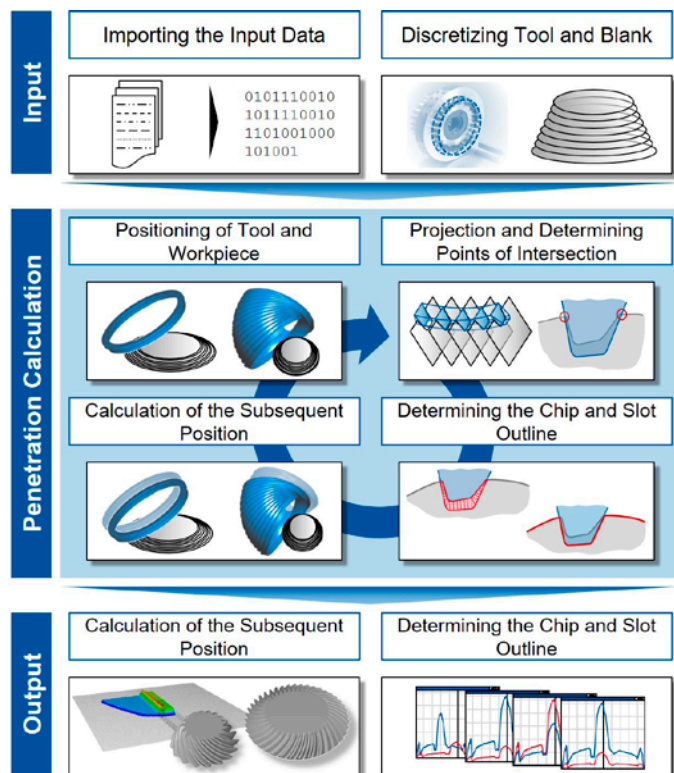 Input
Importing the Input Data
Discretizing Tool and Blank
0101110010
1011110010
1101001000
101001
Penetration Calculation
Positioning of Tool and
Workpiece
Projection and Determining
Points of Intersection
Calculation of the Subsequent
Position
Determining the Chip and Slot
Outline
Output
Calculation of the Subsequent
Position
Determining the Chip and Slot
Outline